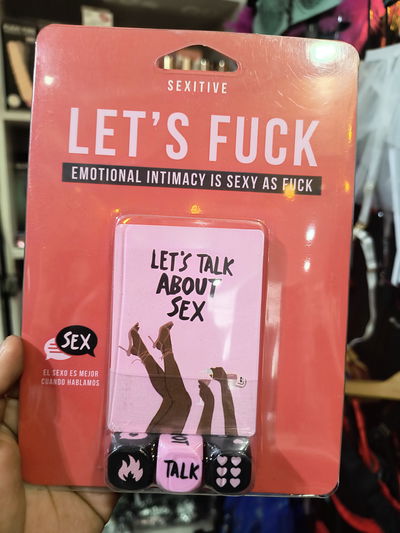 SEXITIVE
LET'S FUCK
EMOTIONAL INTIMACY IS SEXY AS FUCK
LET'S TALK
ABOUT
SEX
SEX
EL SEXO ES MEJOR
CUANDO HABLAMOS
TALK